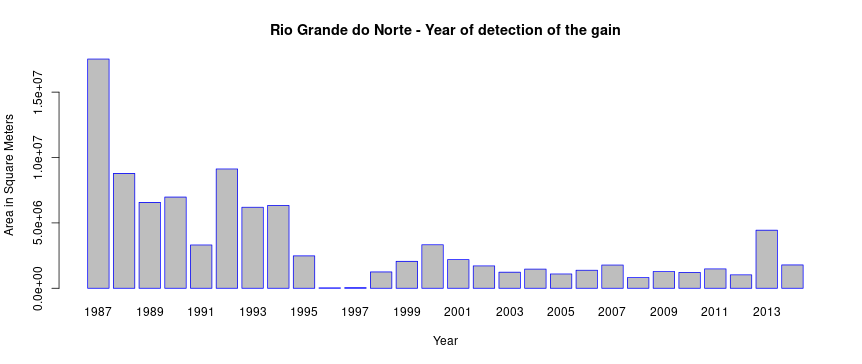 Rio Grande do Norte - Year of detection of the gain
Area in Square Meters
1.5e+07
1.0e+07
5.0e+06
0.0e+00
1987 1989 1991 1993 1995 1997 1999 2001 2003 2005 2007 2009 2011 2013
Year